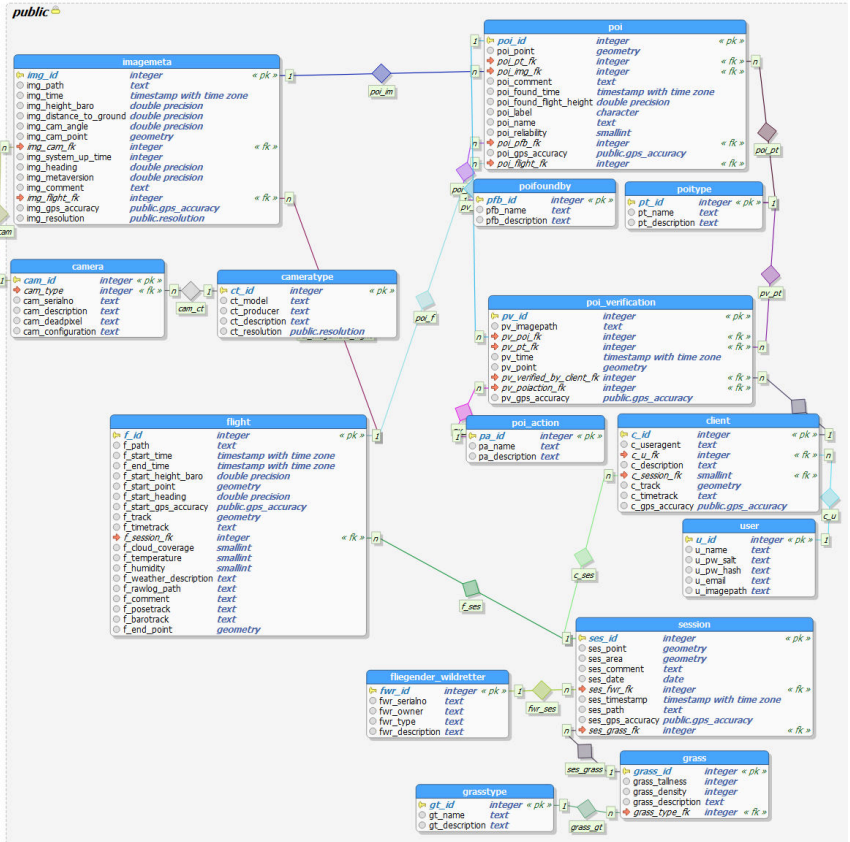 public
imagemeta
img_id integer « pk »
img_path text
img_time timestamp with time zone
img_height_baro double precision
img_distance_to_ground double precision
img_cam_angle double precision
img_cam_point geometry
img_cam_fk integer « fk »
img_system_up_time integer
img_heading double precision
img_metaversion double precision
img_comment text
img_flight_fk integer « fk »
img_gps_accuracy public.gps_accuracy
img_resolution public.resolution
1
n
n
n
poi_im
poi
poi_id integer « pk »
poi_point geometry
poi_pt_fk integer « fk »
poi_img_fk integer « fk »
poi_comment text
poi_found_time timestamp with time zone
poi_found_flight_height double precision
poi_label character
poi_name text
poi_reliability smallint
poi_pfb_fk integer « fk »
poi_gps_accuracy public.gps_accuracy
poi_flight_fk integer « fk »
1
n
n
n
n
poi_pt
poifoundby
pfb_id integer « pk »
pfb_name text
pfb_description text
poitype
pt_id integer « pk »
pt_name text
pt_description text
1
cam
camera
cam_id integer « pk »
cam_type integer « fk »
cam_serialno text
cam_description text
cam_deadpixel text
cam_configuration text
1
n
cam_ct
1
cameratype
ct_id integer « pk »
ct_model text
ct_producer text
ct_description text
ct_resolution public.resolution
poi_f
pv_pt
poi_verification
pv_id integer « pk »
pv_imagepath text
pv_poi_fk integer « fk »
pv_pt_fk integer « fk »
pv_time timestamp with time zone
pv_point geometry
pv_verified_by_client_fk integer « fk »
pv_poiaction_fk integer « fk »
pv_gps_accuracy public.gps_accuracy
n
n
n
n
poi_action
pa_id integer « pk »
pa_name text
pa_description text
1
flight
f_id integer « pk »
f_path text
f_start_time timestamp with time zone
f_end_time timestamp with time zone
f_start_height_baro double precision
f_start_point geometry
f_start_heading double precision
f_start_gps_accuracy public.gps_accuracy
f_track geometry
f_timetrack text
f_session_fk integer « fk »
f_cloud_coverage smallint
f_temperature smallint
f_humidity smallint
f_weather_description text
f_rawlog_path text
f_comment text
f_posetrack text
f_barotrack text
f_end_point geometry
1
n
client
c_id integer « pk »
c_useragent text
c_u_fk integer « fk »
c_description text
c_session_fk smallint « fk »
c_track geometry
c_timetrack text
c_gps_accuracy public.gps_accuracy
1
n
n
c_u
user
u_id integer « pk »
u_name text
u_pw_salt text
u_pw_hash text
u_email text
u_imagepath text
1
c_ses
f_ses
session
ses_id integer « pk »
ses_point geometry
ses_area geometry
ses_comment text
ses_date date
ses_fwr_fk integer « fk »
ses_timestamp timestamp with time zone
ses_path text
ses_gps_accuracy public.gps_accuracy
ses_grass_fk integer « fk »
1
n
n
fliegender_wildretter
fwr_id integer « pk »
fwr_serialno text
fwr_owner text
fwr_type text
fwr_description text
1
fwr_ses
ses_grass
grass
grass_id integer « pk »
grass_tallness integer
grass_density integer
grass_description text
grass_type_fk integer « fk »
1
n
grasstype
gt_id integer « pk »
gt_name text
gt_description text
1
grass_gt